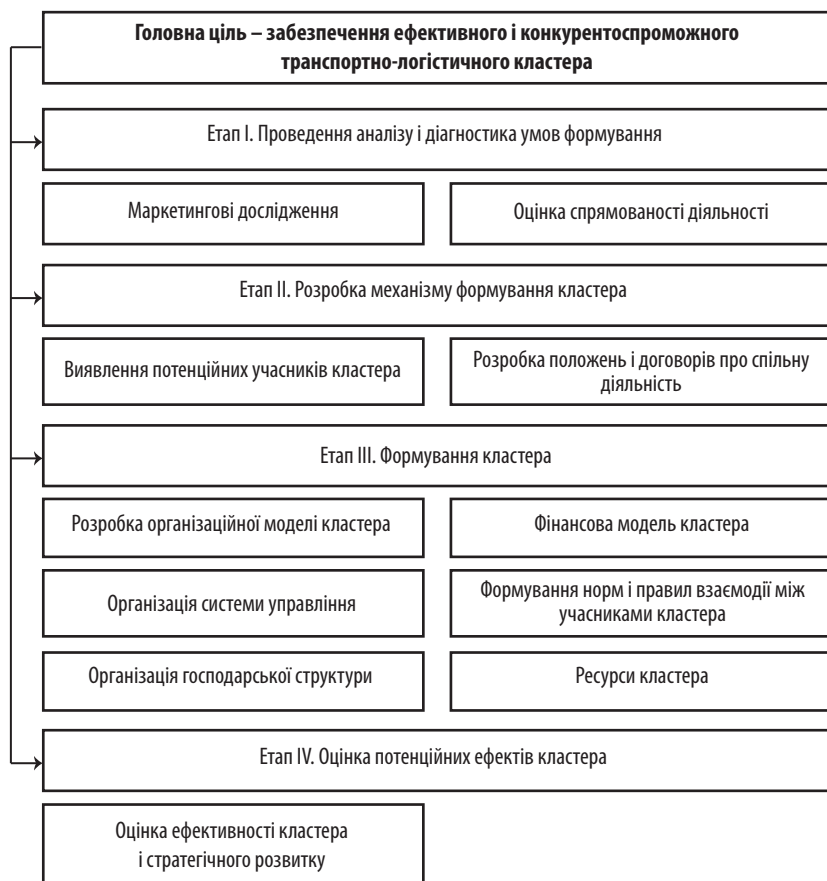 Головна ціль – забезпечення ефективного і конкурентоспроможного
транспортно-логістичного кластера
Етап I. Проведення аналізу і діагностика умов формування
Маркетингові дослідження
Оцінка спрямованості діяльності
Етап II. Розробка механізму формування кластера
Виявлення потенційних учасників кластера
Розробка положень і договорів про спільну
діяльність
Етап III. Формування кластера
Розробка організаційної моделі кластера
Фінансова модель кластера
Організація системи управління
Формування норм і правил взаємодії між
учасниками кластера
Організація господарської структури
Ресурси кластера
Етап IV. Оцінка потенційних ефектів кластера
Оцінка ефективності кластера
і стратегічного розвитку